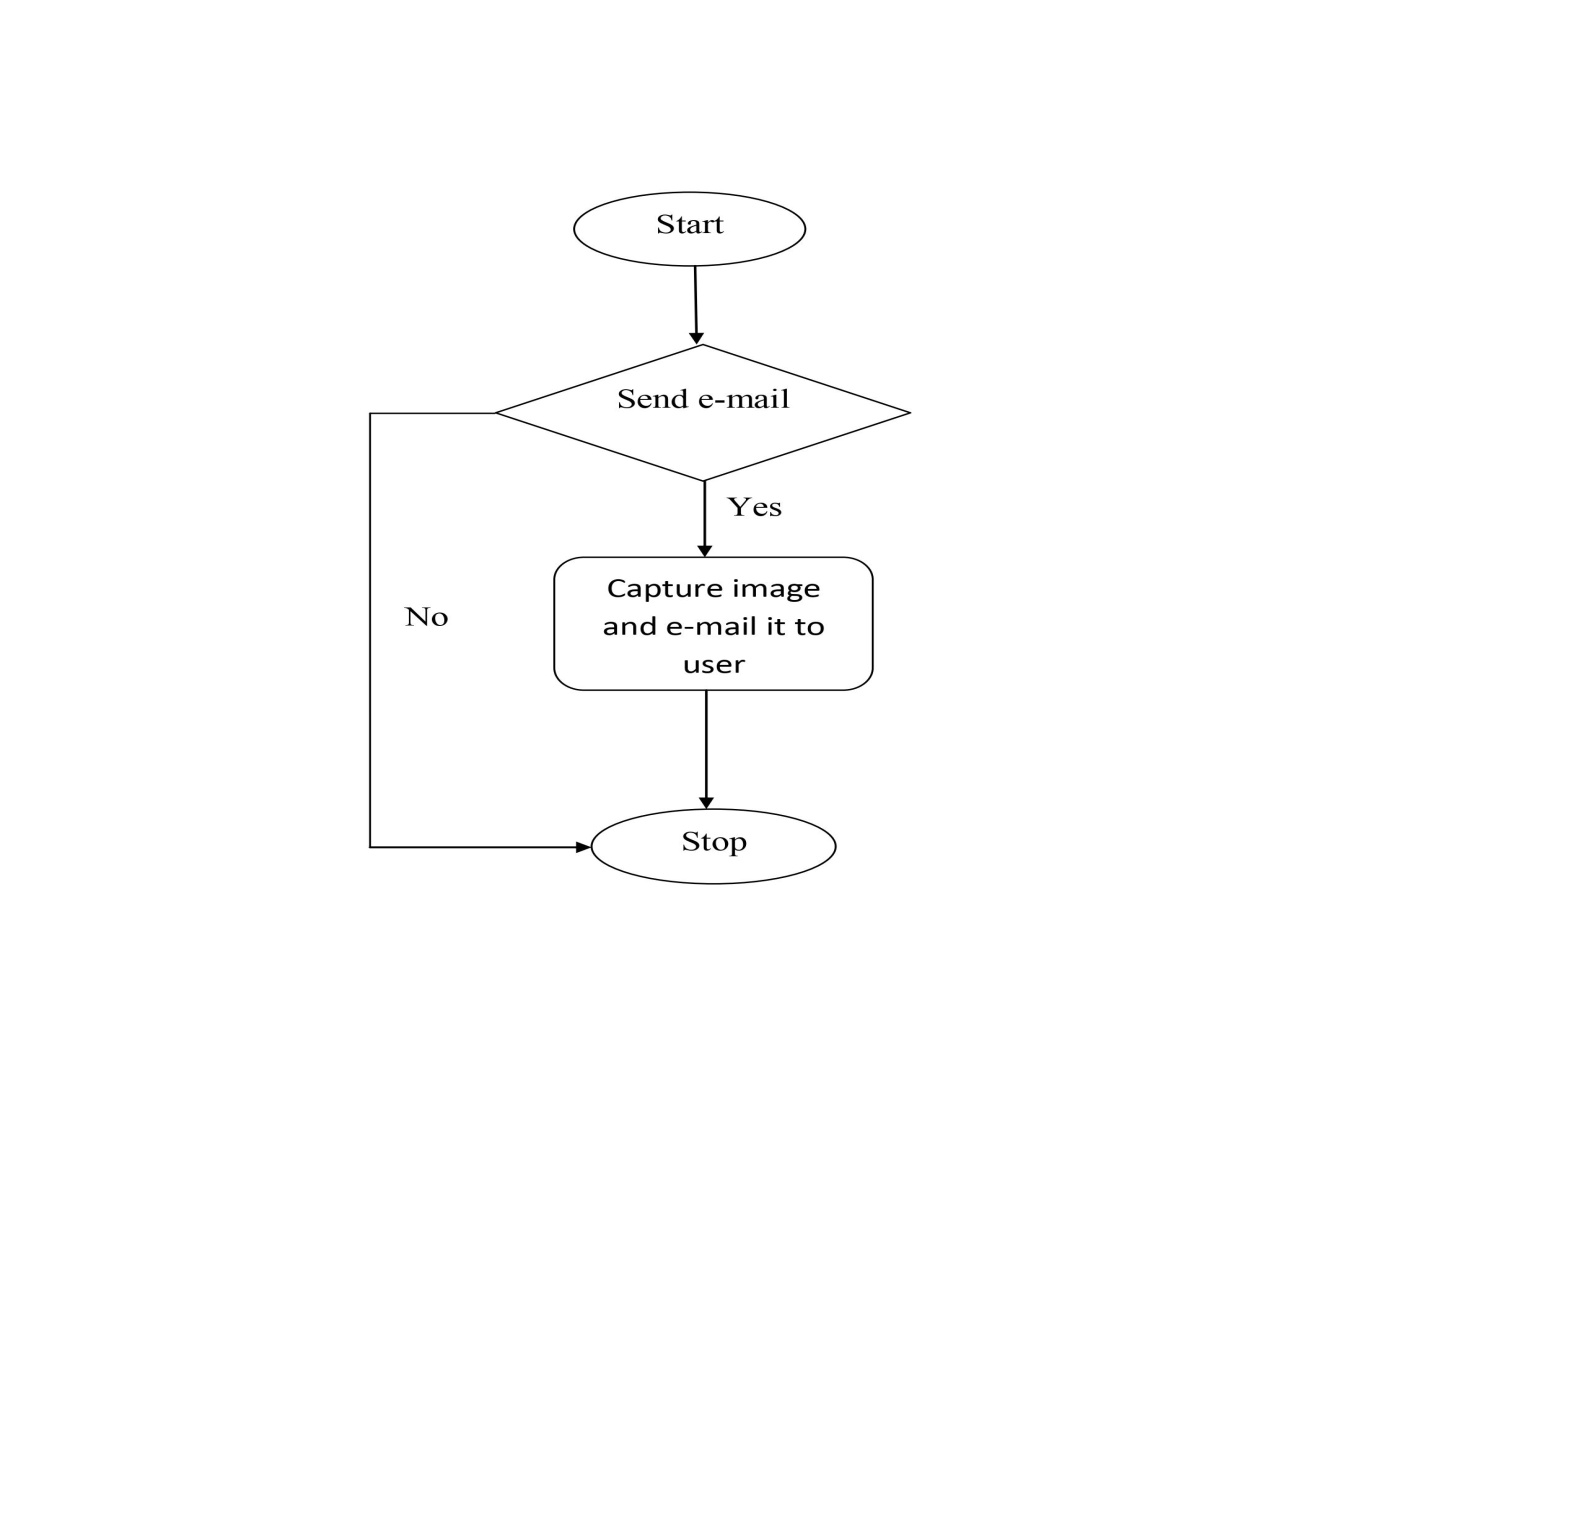 Start
Send e-mail
Yes
Capture image
and e-mail it to
user
No
Stop